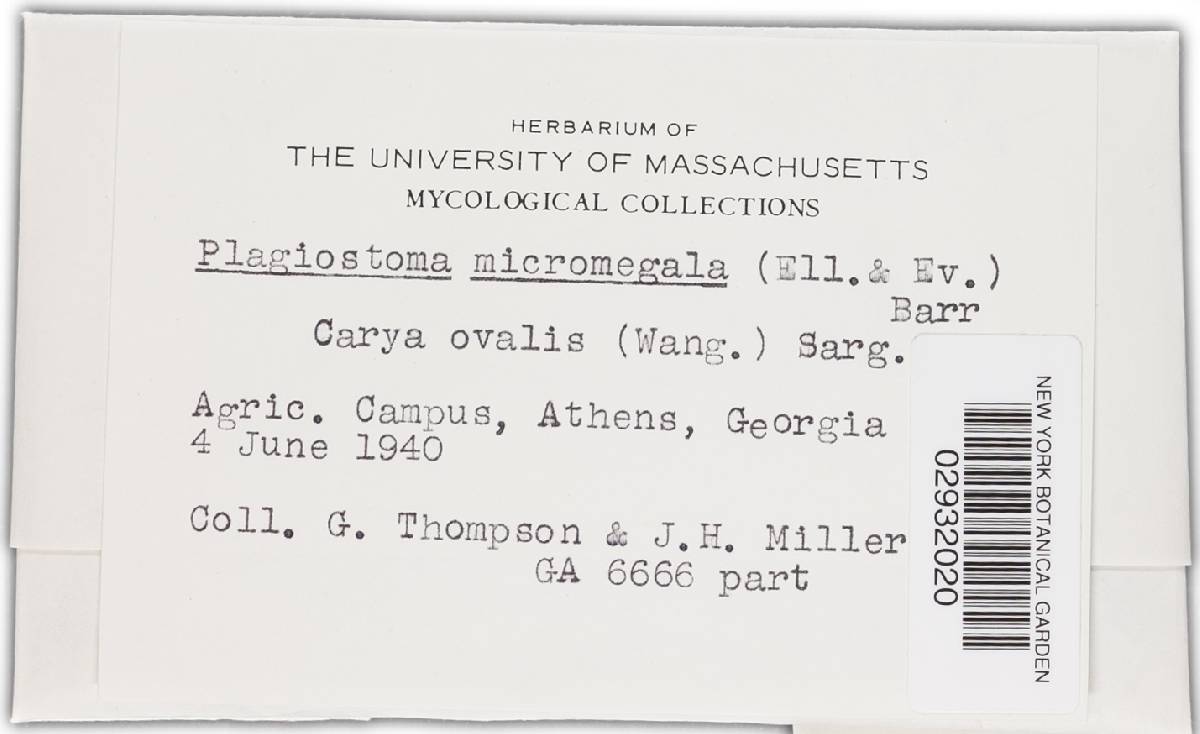 HERBARIUM OF
THE UNIVERSITY OF MASSACHUSETTS
MYCOLOGICAL COLLECTIONS
Plagiostoma micromegala (Ell.& Ev.)
Barr
Carya ovalis (Wang.) Sarg.
Agric. Campus, Athens, Georgia
4 June 1940
Coll. G. Thompson & J.H. Miller
GA 6666 part
NEW YORK BOTANICAL GARDEN
02932020